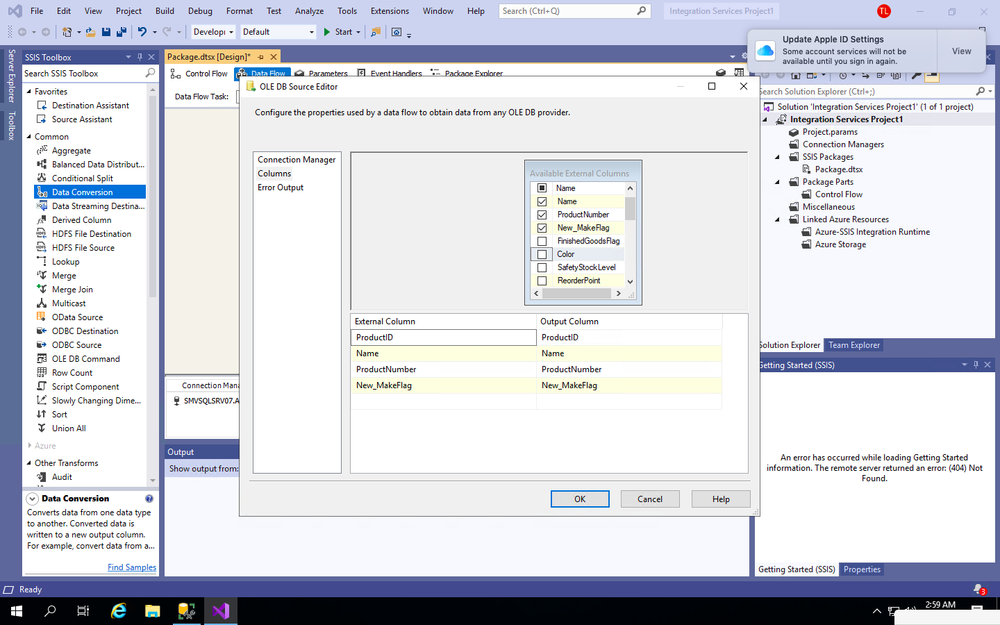 File Edit View Project Build Debug Format Test Analyze Tools Extensions Window Help
Search (Ctrl+Q)
Integration Services Project1
TL
Developi
Default
Start
Update Apple ID Settings
Some account services will not be
available until you sign in again.
View
Server Explorer
Toolbox
SSIS Toolbox
Search SSIS Toolbox
Favorites
Destination Assistant
Source Assistant
Common
Aggregate
Balanced Data Distribut...
Conditional Split
Data Conversion
Data Streaming Destina...
Derived Column
HDFS File Destination
HDFS File Source
Lookup
Merge
Merge Join
Multicast
OData Source
ODBC Destination
ODBC Source
OLE DB Command
Row Count
Script Component
Slowly Changing Dime...
Sort
Union All
Azure
Other Transforms
Audit
Data Conversion
Converts data from one data type
to another. Converted data is
written to a new output column.
For example, convert data from a...
Find Samples
Package.dtsx [Design]*
Control Flow
Data Flow
Parameters
Event Handlers
Package Explorer
Data Flow Task:
Connection Mana
SMVSQLSRV07.A
Output
Show output from:
OLE DB Source Editor
Configure the properties used by a data flow to obtain data from any OLE DB provider.
Connection Manager
Columns
Error Output
Available External Columns
Name
Name
ProductNumber
New_MakeFlag
FinishedGoodsFlag
Color
SafetyStockLevel
ReorderPoint
External Column Output Column
ProductID ProductID
Name Name
ProductNumber ProductNumber
New_MakeFlag New_MakeFlag
OK Cancel Help
Search Solution Explorer (Ctrl+;)
Solution 'Integration Services Project1' (1 of 1 project)
Integration Services Project1
Project.params
Connection Managers
SSIS Packages
Package.dtsx
Package Parts
Control Flow
Miscellaneous
Linked Azure Resources
Azure-SSIS Integration Runtime
Azure Storage
Solution Explorer Team Explorer
Getting Started (SSIS)
An error has occurred while loading Getting Started
information. The remote server returned an error: (404) Not
Found.
Getting Started (SSIS) Properties
Ready
3
2:59 AM